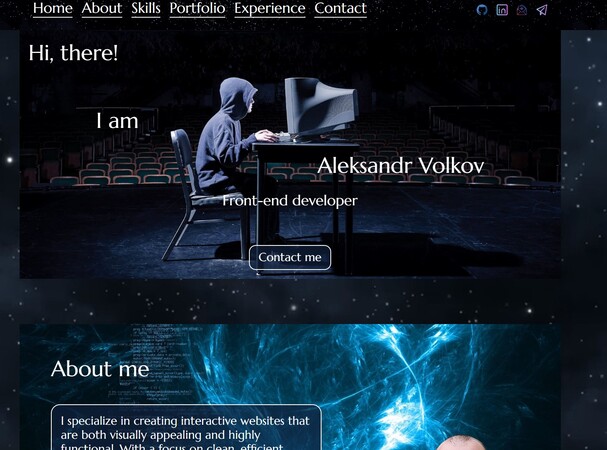 Home About Skills Portfolio Experience Contact
Hi, there!
I am
Aleksandr Volkov
Front-end developer
Contact me
About me
I specialize in creating interactive websites that
are both visually appealing and highly
functional. With a focus on clean, efficient